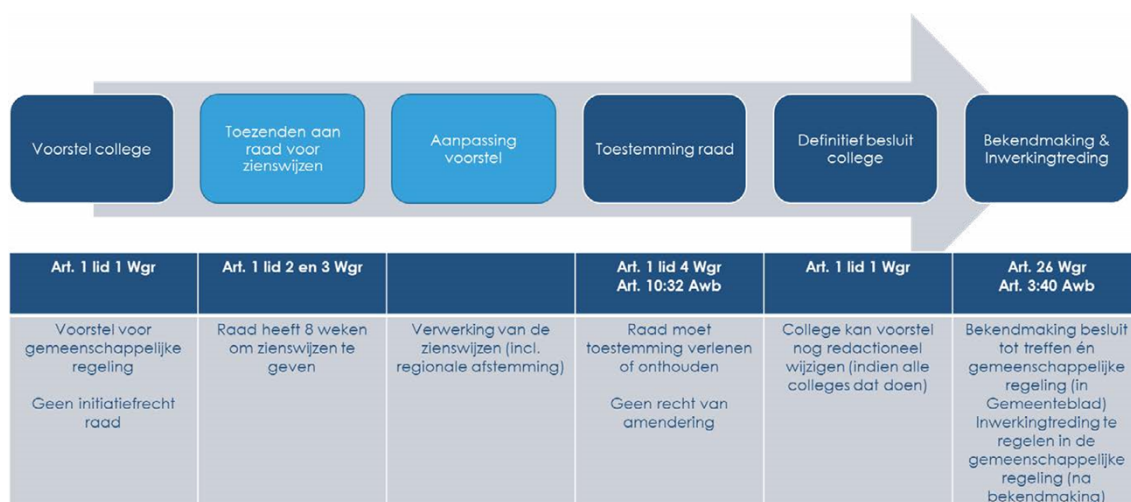 Voorstel college
Toezenden aan
raad voor
zienswijzen
Aanpassing
voorstel
Toestemming raad
Definitief besluit
college
Bekendmaking &
Inwerkingtreding
Art. 1 lid 1 Wgr
Art. 1 lid 2 en 3 Wgr
Art. 1 lid 4 Wgr
Art. 10:32 Awb
Art. 1 lid 1 Wgr
Art. 26 Wgr
Art. 3:40 Awb
Voorstel voor
gemeenschappelijke
regeling
Geen initiatiefrecht
raad
Raad heeft 8 weken
om zienswijzen te
geven
Verwerking van de
zienswijzen (incl.
regionale afstemming)
Raad moet
toestemming verlenen
of onthouden
Geen recht van
amendering
College kan voorstel
nog redactioneel
wijzigen (indien alle
colleges dat doen)
Bekendmaking besluit
tot treffen én
gemeenschappelijke
regeling (in
Gemeenteblad)
Inwerkingtreding te
regelen in de
gemeenschappelijke
regeling (na
bekendmaking)